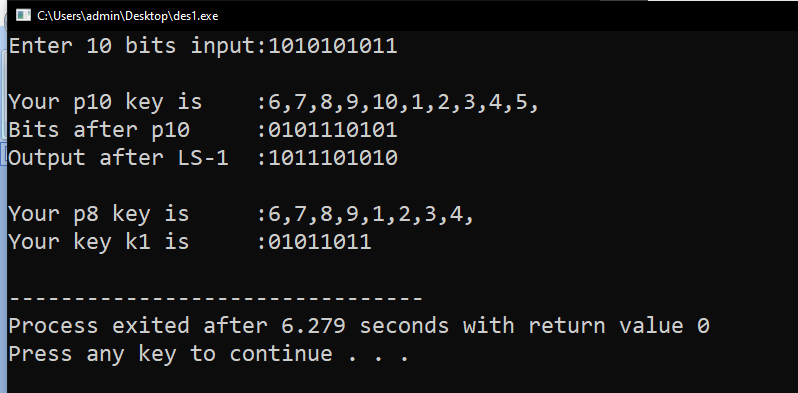 C:\Users\admin\Desktop\des1.exe
Enter 10 bits input:1010101011
Your p10 key is    :6,7,8,9,10,1,2,3,4,5,
Bits after p10     :0101110101
Output after LS-1  :1011101010
Your p8 key is     :6,7,8,9,1,2,3,4,
Your key k1 is     :01011011
--------------------------------
Process exited after 6.279 seconds with return value 0
Press any key to continue . . .